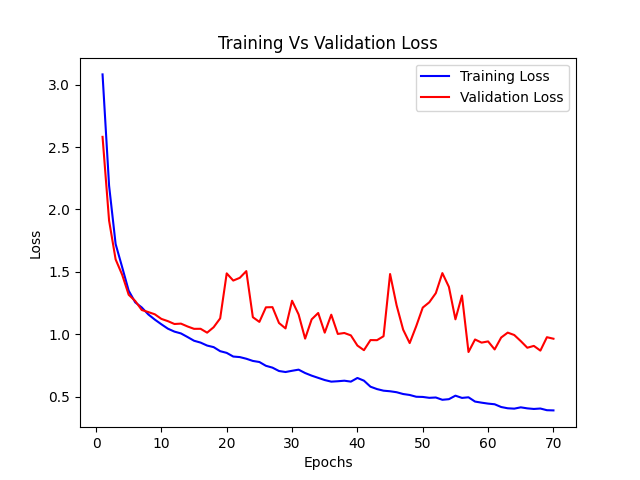 Training Vs Validation Loss
Training Loss
Validation Loss
3.0
2.5
2.0
1.5
1.0
0.5
Loss
0 10 20 30 40 50 60 70
Epochs